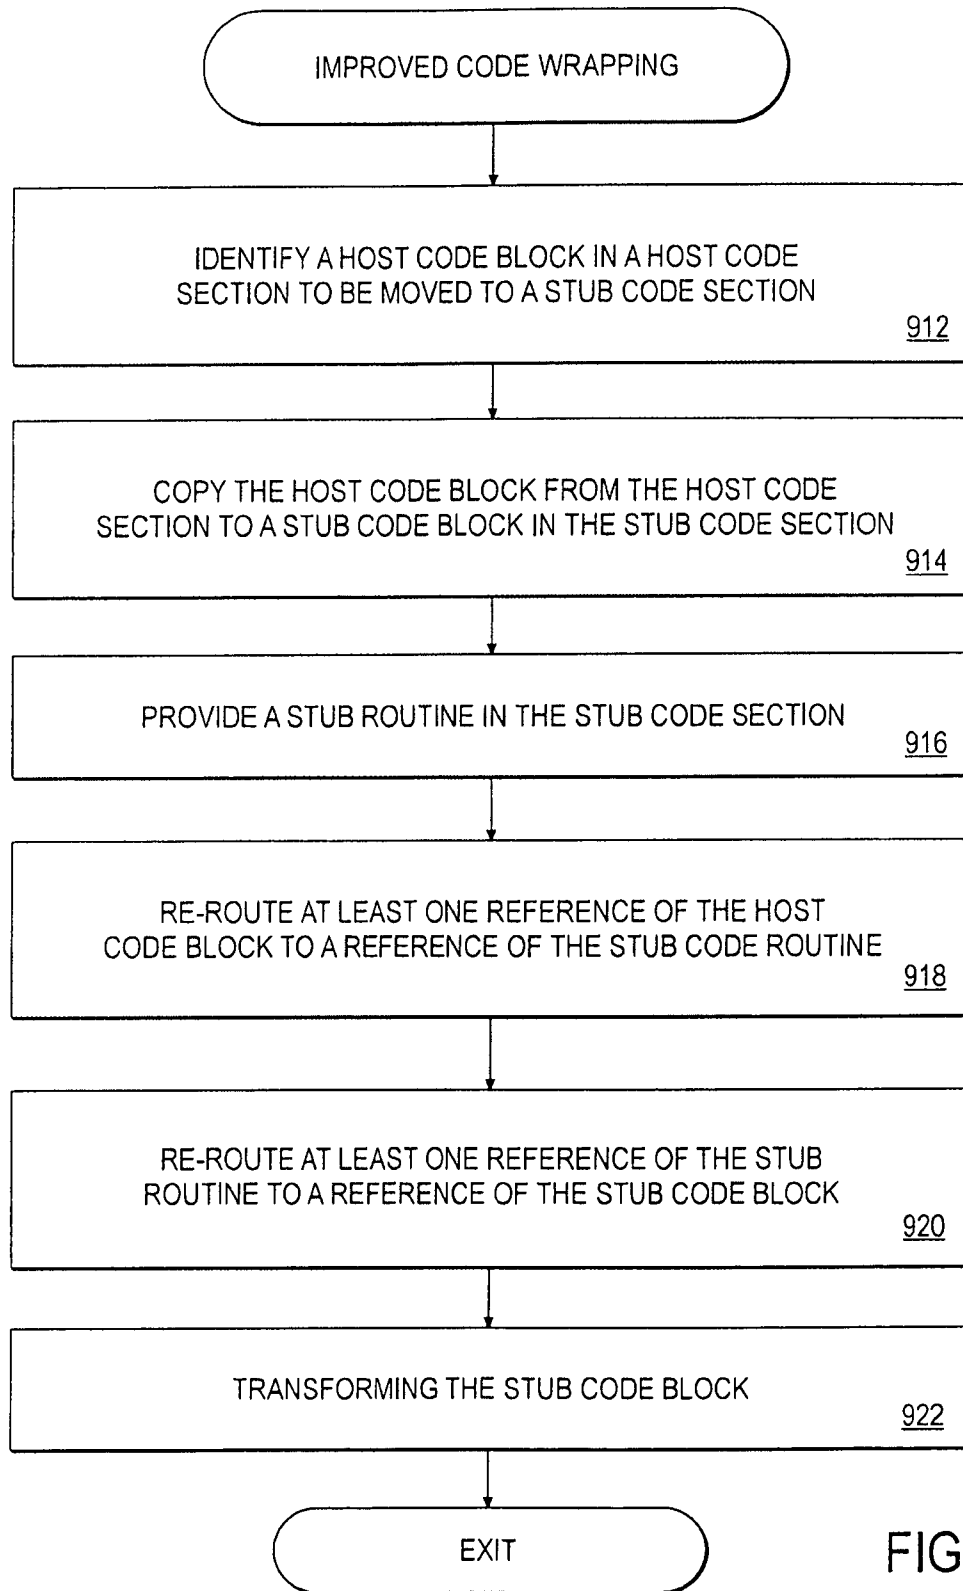 IMPROVED CODE WRAPPING
IDENTIFY A HOST CODE BLOCK IN A HOST CODE
SECTION TO BE MOVED TO A STUB CODE SECTION
912
COPY THE HOST CODE BLOCK FROM THE HOST CODE
SECTION TO A STUB CODE BLOCK IN THE STUB CODE SECTION
914
PROVIDE A STUB ROUTINE IN THE STUB CODE SECTION
916
RE-ROUTE AT LEAST ONE REFERENCE OF THE HOST
CODE BLOCK TO A REFERENCE OF THE STUB CODE ROUTINE
918
RE-ROUTE AT LEAST ONE REFERENCE OF THE STUB
ROUTINE TO A REFERENCE OF THE STUB CODE BLOCK
920
TRANSFORMING THE STUB CODE BLOCK
922
EXIT
FIG